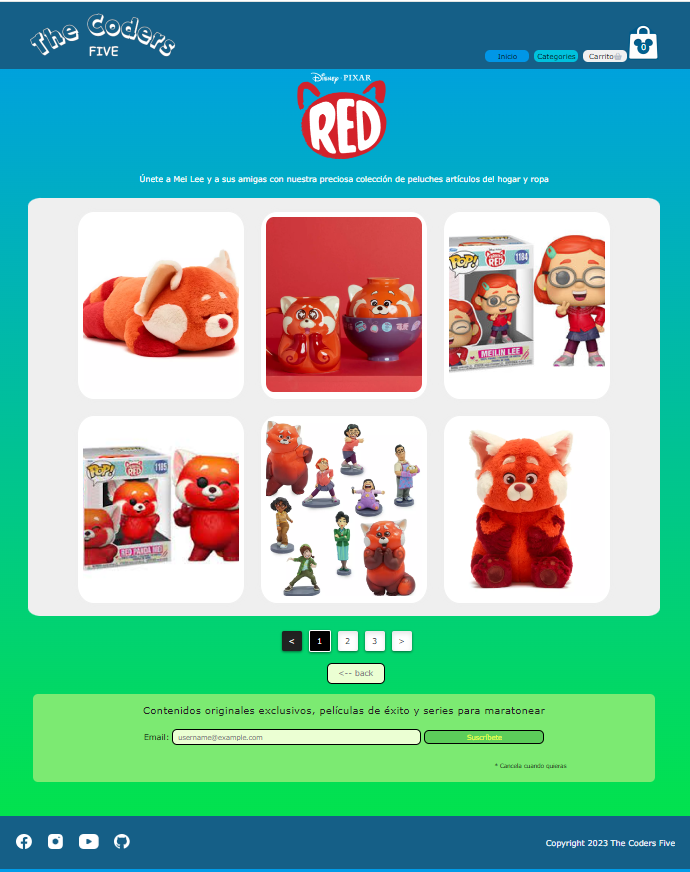 The Coders
FIVE
Inicio
Categories
Carrito
0
Disney · PIXAR
RED
Únete a Mei Lee y a sus amigas con nuestra preciosa colección de peluches artículos del hogar y ropa
POP!
RED
1184
MEILIN LEE
POP!
RED
1185
RED PANDA MEI
< 1 2 3 >
<-- back
Contenidos originales exclusivos, películas de éxito y series para maratonear
Email: username@example.com Suscríbete
* Cancela cuando quieras
Copyright 2023 The Coders Five